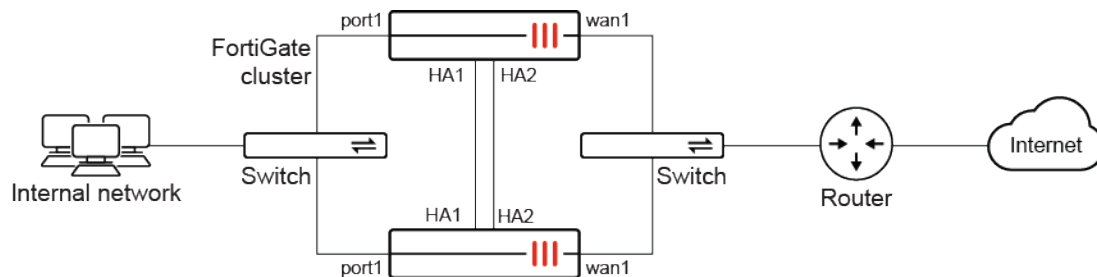 port1
wan1
FortiGate
cluster
HA1
HA2
Internal network
Switch
Switch
Router
Internet
HA1
HA2
port1
wan1